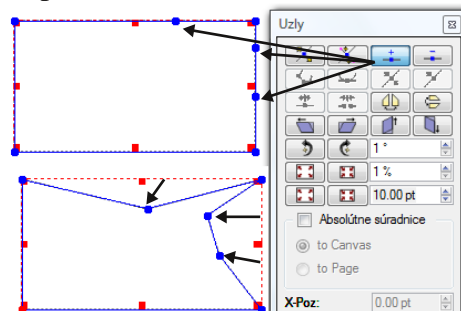 Uzly
1 °
1 %
10.00 pt
Absolútne súradnice
to Canvas
to Page
X-Poz:
0.00 pt